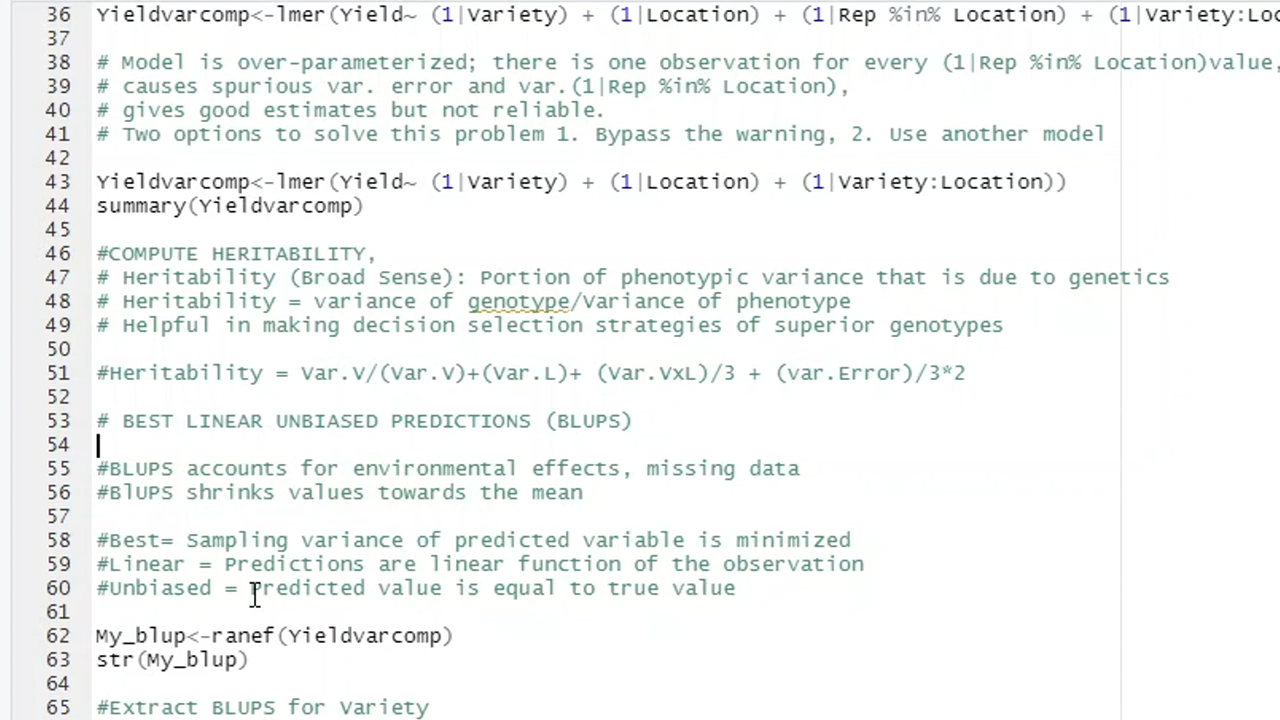 36 Yieldvarcomp<-lmer(Yield~ (1|Variety) + (1|Location) + (1|Rep %in% Location) + (1|Variety:Loc
37
38 # Model is over-parameterized; there is one observation for every (1|Rep %in% Location)value,
39 # causes spurious var. error and var.(1|Rep %in% Location),
40 # gives good estimates but not reliable.
41 # Two options to solve this problem 1. Bypass the warning, 2. Use another model
42
43 Yieldvarcomp<-lmer(Yield~ (1|Variety) + (1|Location) + (1|Variety:Location))
44 summary(Yieldvarcomp)
45
46 #COMPUTE HERITABILITY,
47 # Heritability (Broad Sense): Portion of phenotypic variance that is due to genetics
48 # Heritability = variance of genotype/Variance of phenotype
49 # Helpful in making decision selection strategies of superior genotypes
50
51 #Heritability = Var.V/(Var.V)+(Var.L)+ (Var.VxL)/3 + (var.Error)/3*2
52
53 # BEST LINEAR UNBIASED PREDICTIONS (BLUPS)
54
55 #BLUPS accounts for environmental effects, missing data
56 #BlUPS shrinks values towards the mean
57
58 #Best= Sampling variance of predicted variable is minimized
59 #Linear = Predictions are linear function of the observation
60 #Unbiased = Predicted value is equal to true value
61
62 My_blup<-ranef(Yieldvarcomp)
63 str(My_blup)
64
65 #Extract BLUPS for Variety